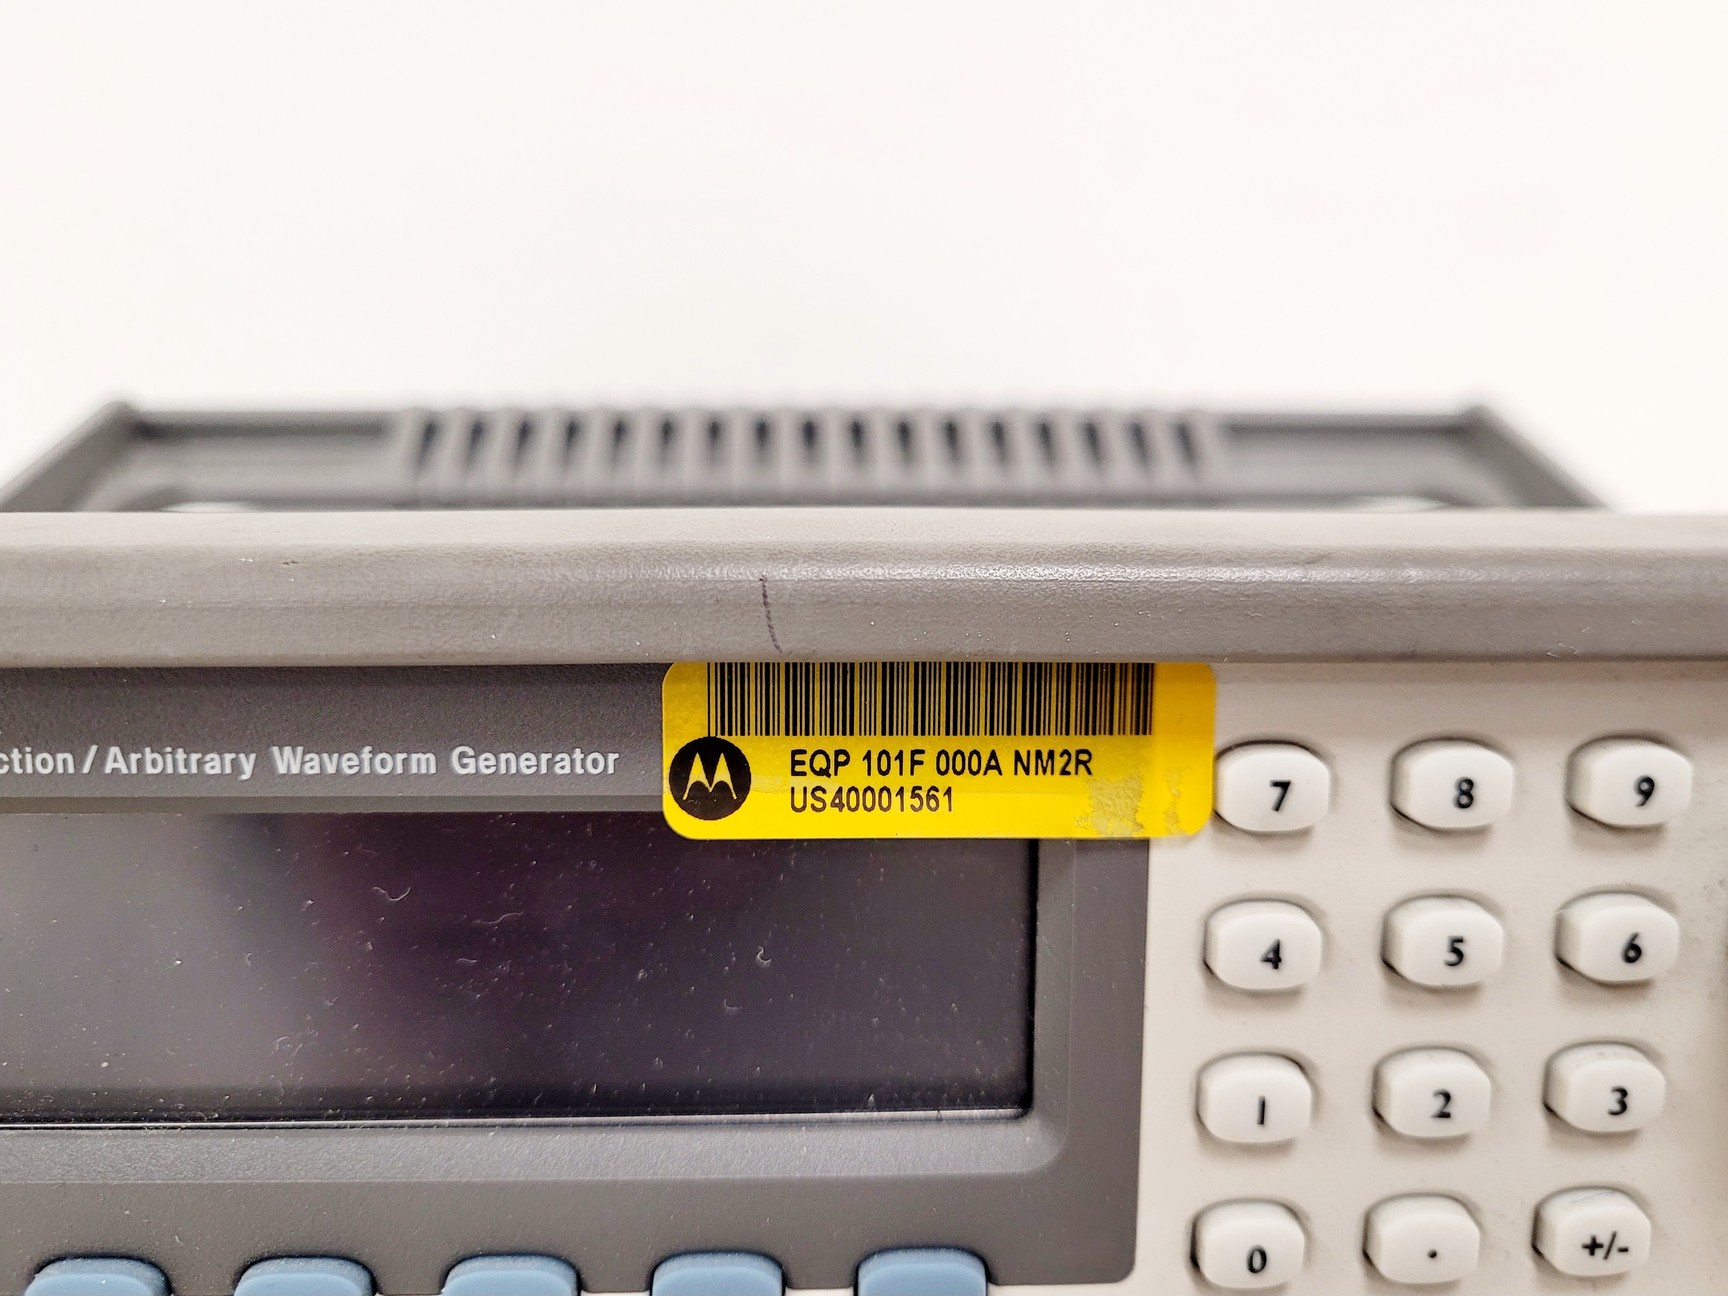 ction / Arbitrary Waveform Generator
EQP 101F 000A NM2R
US40001561
7 8 9
4 5 6
1 2 3
0 . +/-